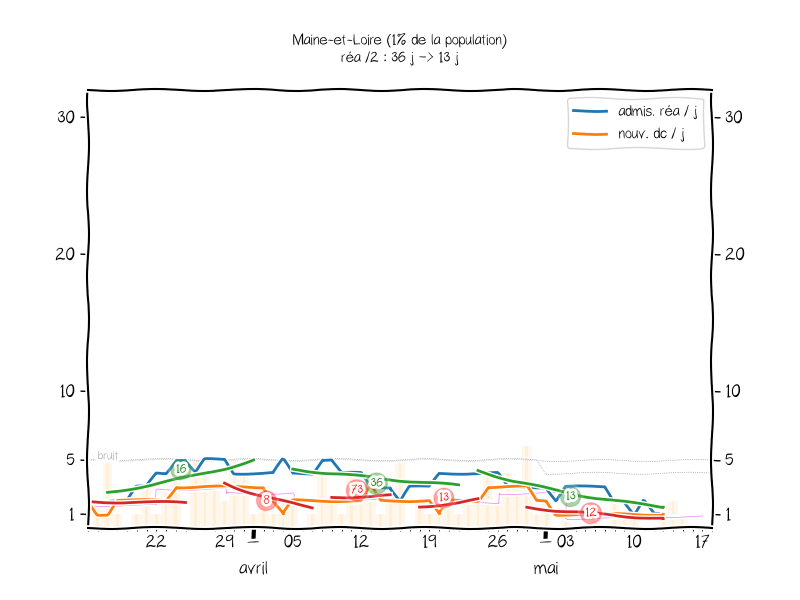 Maine-et-Loire (1% de la population)
réa /2 : 36 j -> 13 j
admis. réa / j
nouv. dc / j
30 30
20 20
10 10
bruit
5 5
1 1
16
8
73
36
13
13
12
22 29 05 12 19 26 03 10 17
avril mai